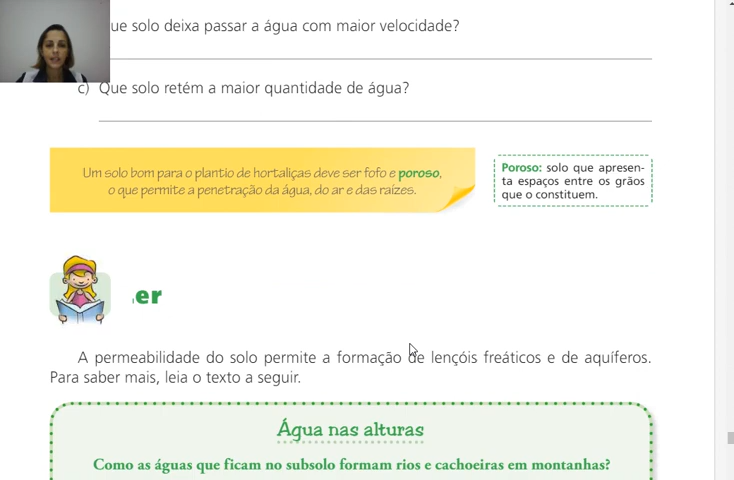 ue solo deixa passar a água com maior velocidade?
c) Que solo retém a maior quantidade de água?
Um solo bom para o plantio de hortaliças deve ser fofo e poroso,
o que permite a penetração da água, do ar e das raízes.
Poroso: solo que apresen-
ta espaços entre os grãos
que o constituem.
er
A permeabilidade do solo permite a formação de lençóis freáticos e de aquíferos.
Para saber mais, leia o texto a seguir.
Água nas alturas
Como as águas que ficam no subsolo formam rios e cachoeiras em montanhas?